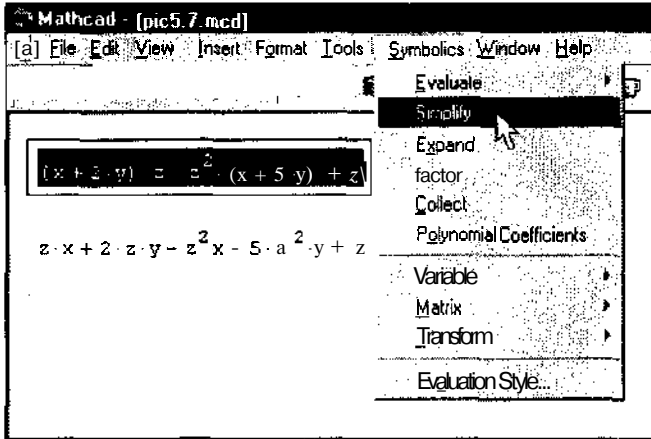 Mathcad - [pic5.7.mcd]
[a] File Edit View Insert Format Tools Symbolics Window Help
Evaluate
Simplify
Expand
factor
Collect
Polynomial Coefficients
Variable
Matrix
Transform
Evaluation Style...
(x + 2·y) z - z² · (x + 5·y) + z
z·x + 2·z·y - z²x - 5·a²·y + z